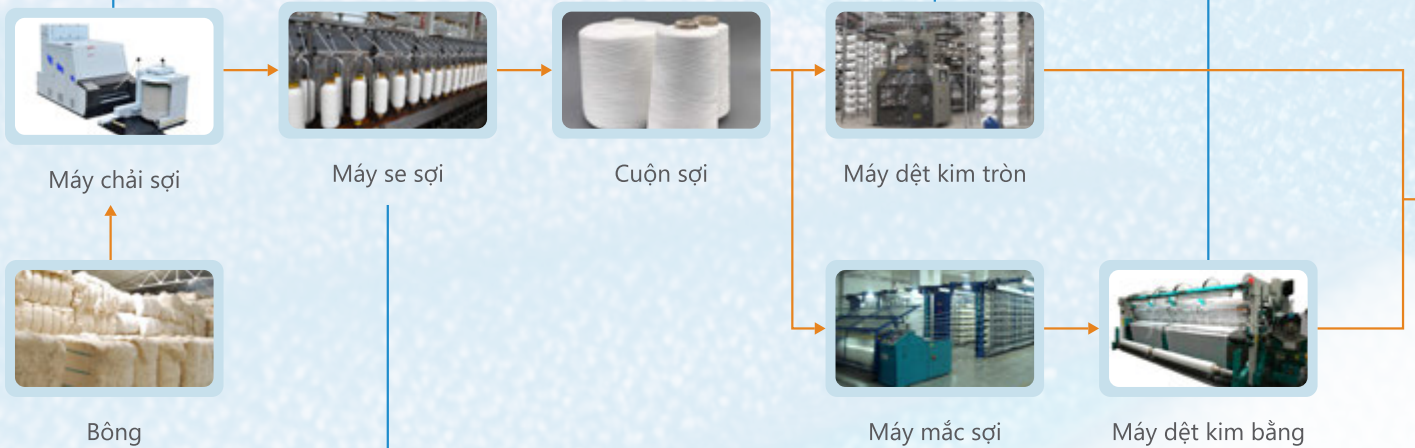 Máy chải sợi
Máy se sợi
Cuộn sợi
Máy dệt kim tròn
Bông
Máy mắc sợi
Máy dệt kim bằng